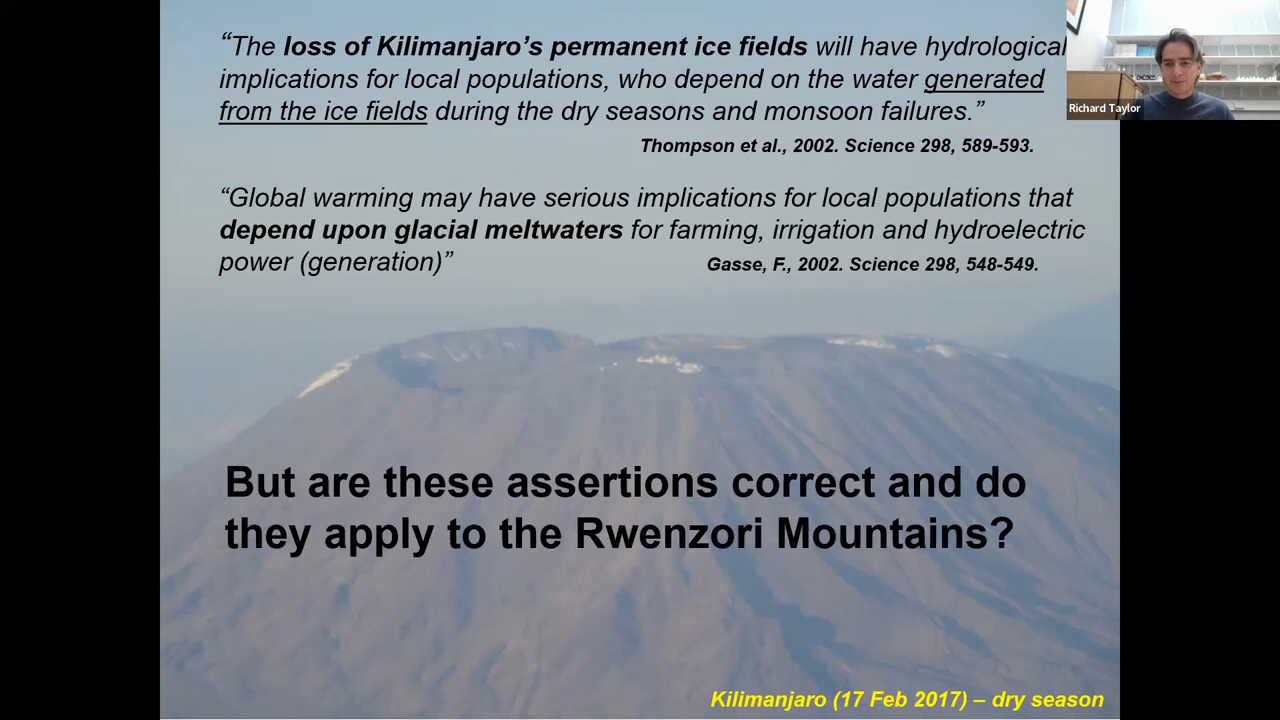 “The loss of Kilimanjaro’s permanent ice fields will have hydrological
implications for local populations, who depend on the water generated
from the ice fields during the dry seasons and monsoon failures.”
Thompson et al., 2002. Science 298, 589-593.
“Global warming may have serious implications for local populations that
depend upon glacial meltwaters for farming, irrigation and hydroelectric
power (generation)”
Gasse, F., 2002. Science 298, 548-549.
But are these assertions correct and do
they apply to the Rwenzori Mountains?
Kilimanjaro (17 Feb 2017) – dry season
Richard Taylor